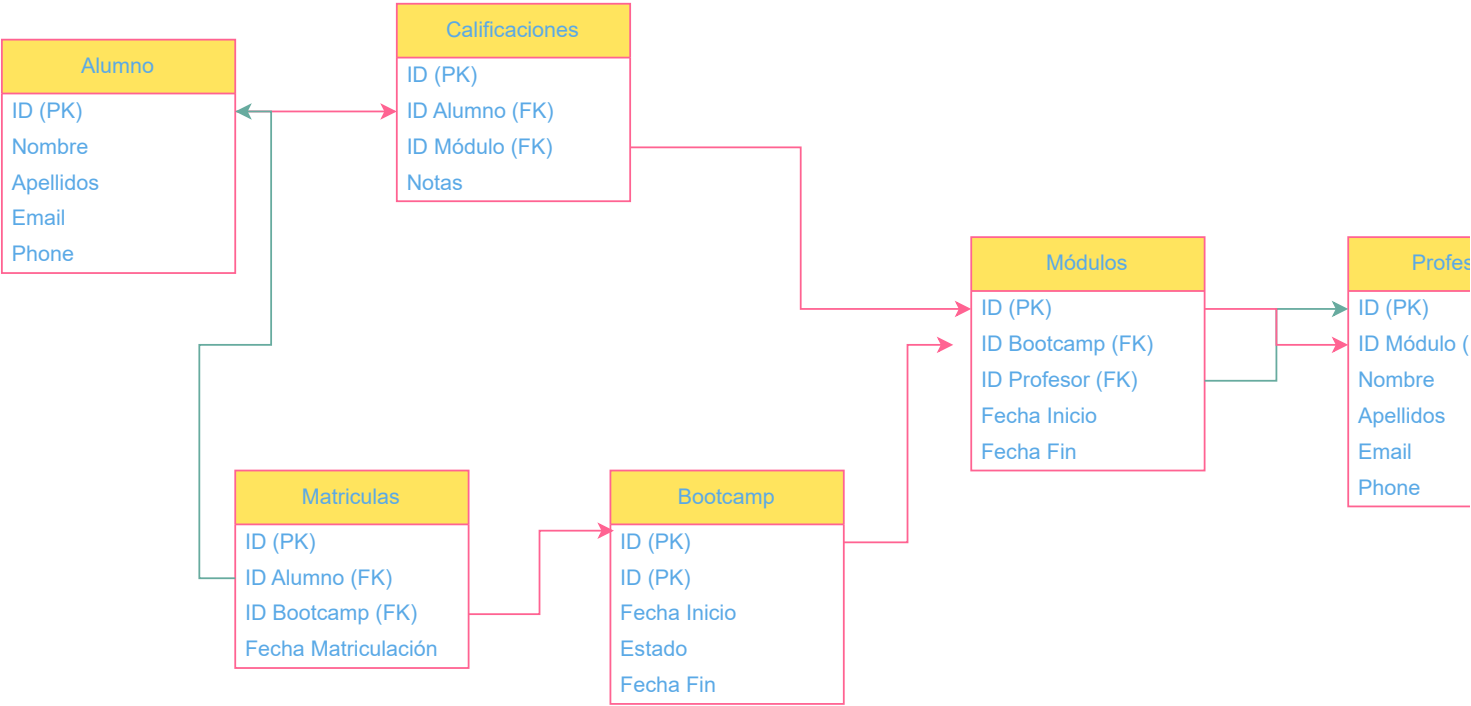 Alumno
ID (PK)
Nombre
Apellidos
Email
Phone
Calificaciones
ID (PK)
ID Alumno (FK)
ID Módulo (FK)
Notas
Módulos
ID (PK)
ID Bootcamp (FK)
ID Profesor (FK)
Fecha Inicio
Fecha Fin
Profes
ID (PK)
ID Módulo (
Nombre
Apellidos
Email
Phone
Matriculas
ID (PK)
ID Alumno (FK)
ID Bootcamp (FK)
Fecha Matriculación
Bootcamp
ID (PK)
ID (PK)
Fecha Inicio
Estado
Fecha Fin